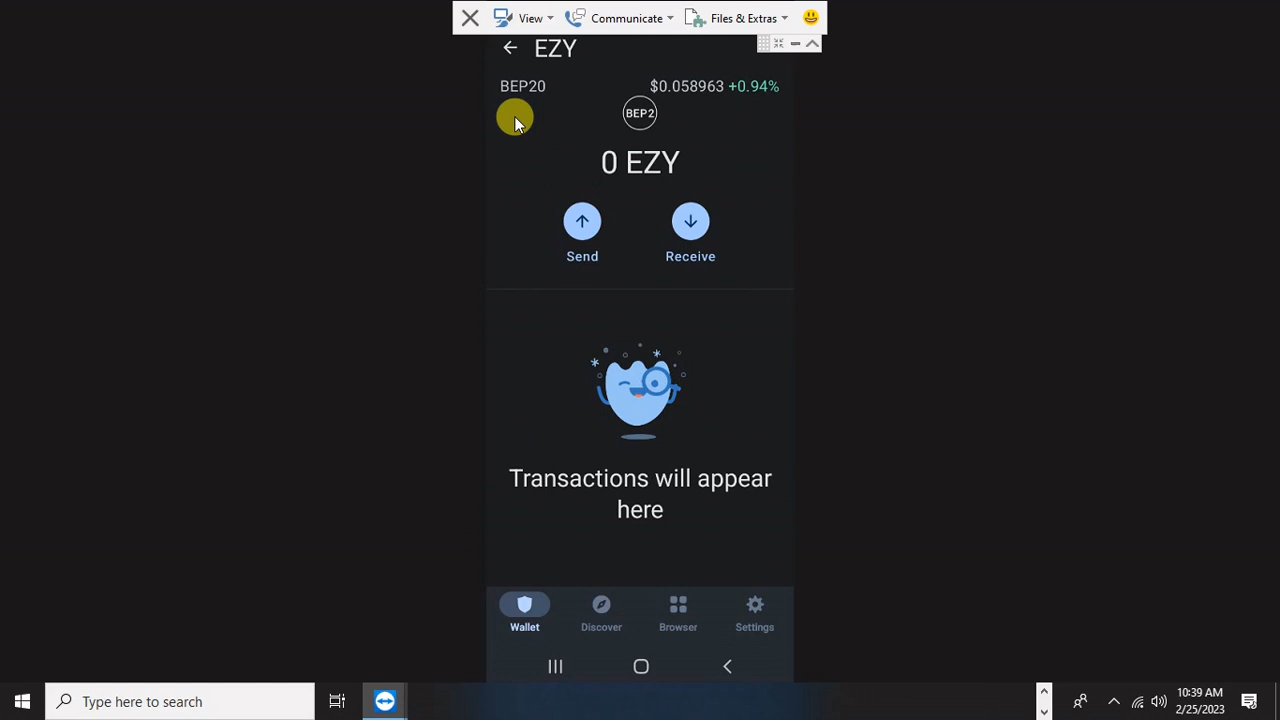 View Communicate Files & Extras
EZY
BEP20 $0.058963 +0.94%
BEP2
0 EZY
Send Receive
Transactions will appear
here
Wallet Discover Browser Settings
Type here to search
10:39 AM
2/25/2023